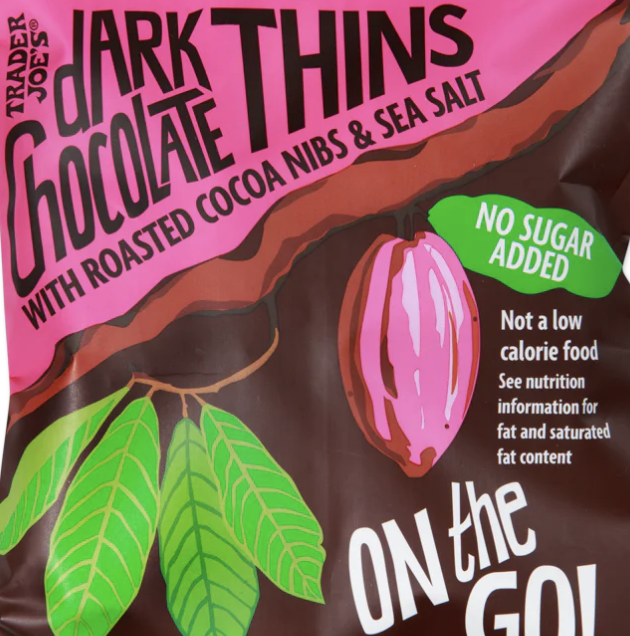 TRADER
JOE'S®
dARK
CHOCOLATE
THINS
WITH ROASTED COCOA NIBS & SEA SALT
NO SUGAR
ADDED
Not a low
calorie food
See nutrition
information for
fat and saturated
fat content
ON the
GO!